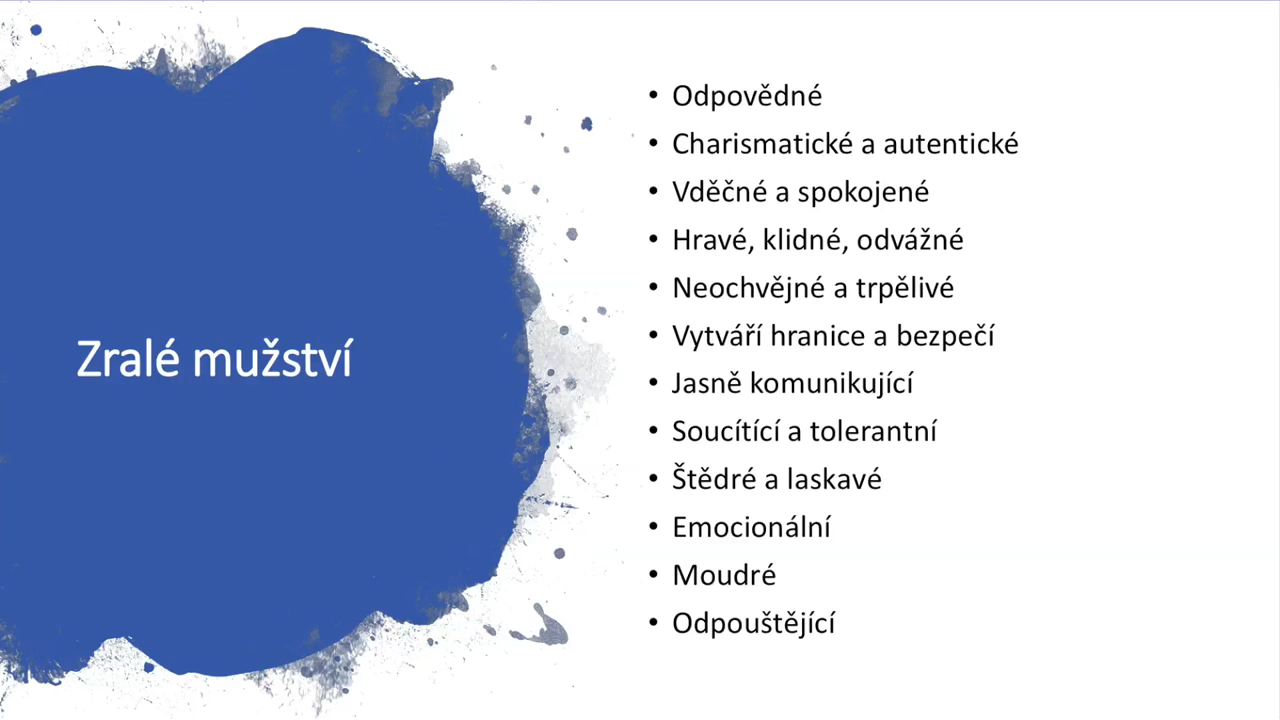 Zralé mužství
• Odpovědné
• Charismatické a autentické
• Vděčné a spokojené
• Hravé, klidné, odvážné
• Neochvějné a trpělivé
• Vytváří hranice a bezpečí
• Jasně komunikující
• Soucítící a tolerantní
• Štědré a laskavé
• Emocionální
• Moudré
• Odpouštějící